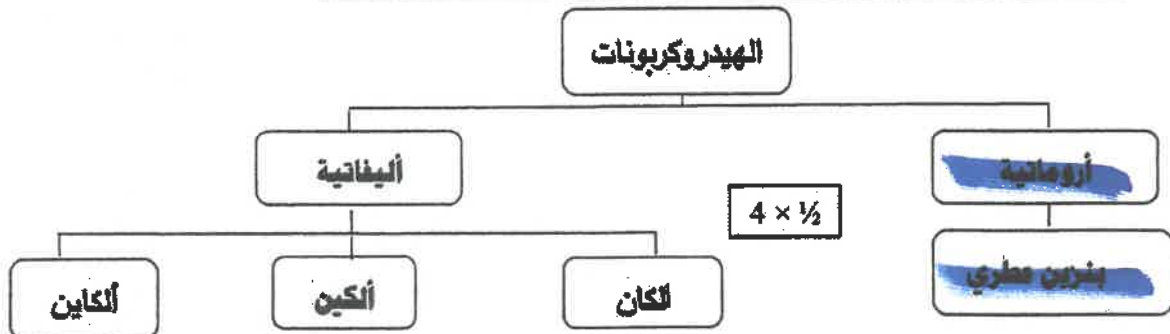 الهيدروكربونات
أروماتية
أليفاتية
4 × ½
بنزين عطري
ألكان
ألكين
ألكاين